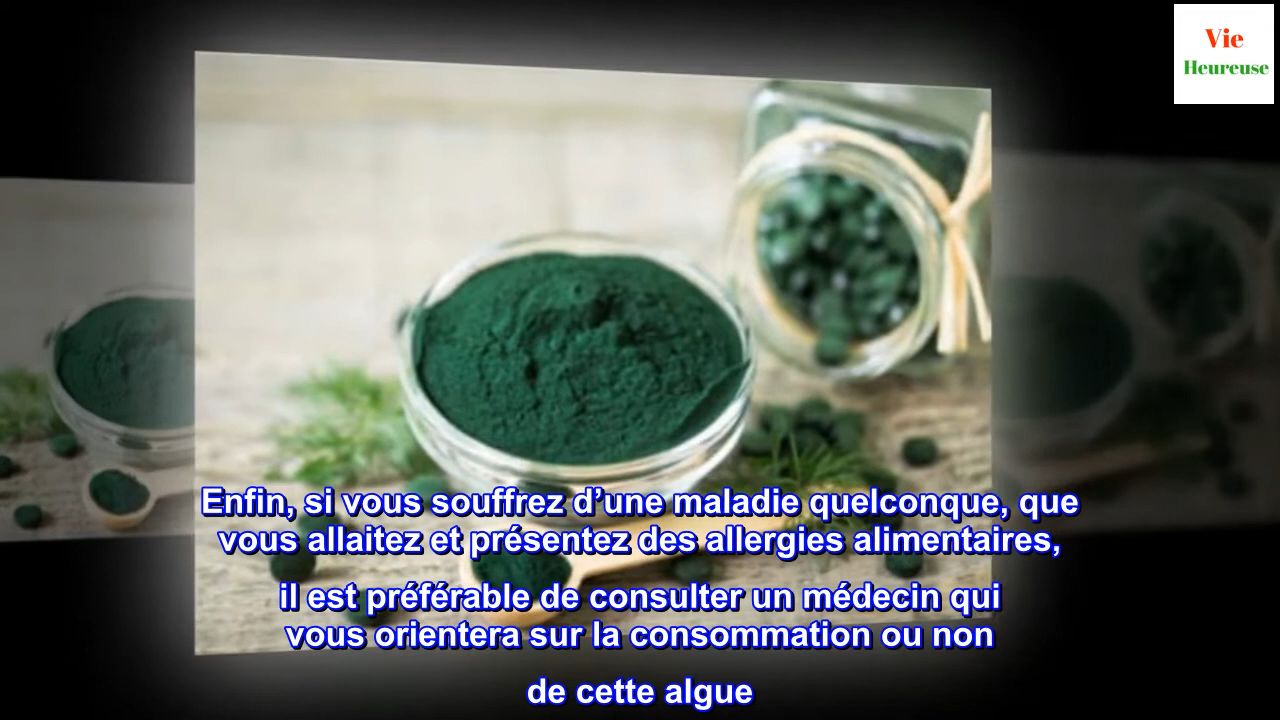 Vie
Heureuse
Enfin, si vous souffrez d’une maladie quelconque, que
vous allaitez et présentez des allergies alimentaires,
il est préférable de consulter un médecin qui
vous orientera sur la consommation ou non
de cette algue